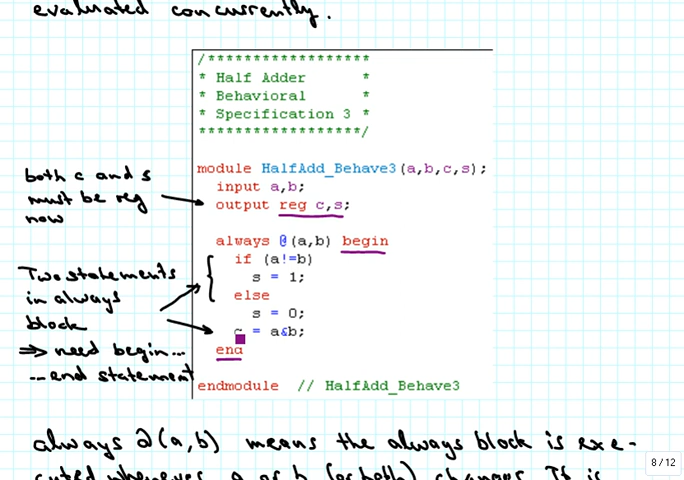 evaluated concurrently.
/******************
* Half Adder *
* Behavioral *
* Specification 3 *
******************/
both c and s
must be reg
now
module HalfAdd_Behave3(a,b,c,s);
input a,b;
output reg c,s;
always @(a,b) begin
if (a!=b)
s = 1;
else
s = 0;
c = a&b;
end
Two statements
in always
block
⇒ need begin...
...end statement
endmodule // HalfAdd_Behave3
always @(a,b) means the always block is exe-
cuted whenever a or b (or both) changes. It is
8/12